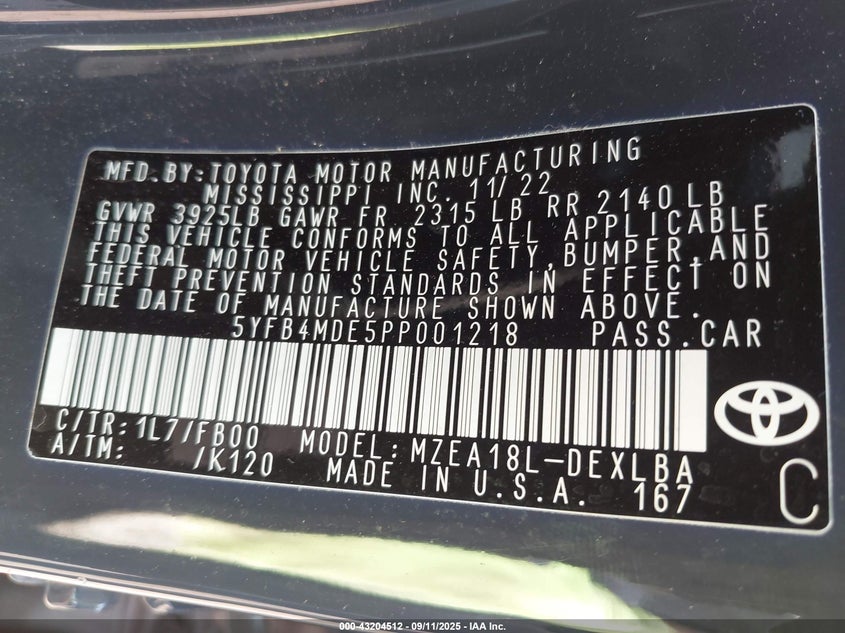 MFD.BY:TOYOTA MOTOR MANUFACTURING
MISSISSIPPI INC. 11/22
GVWR 3925LB GAWR FR 2315 LB RR 2140 LB
THIS VEHICLE CONFORMS TO ALL APPLICABLE
FEDERAL MOTOR VEHICLE SAFETY,BUMPER,AND
THEFT PREVENTION STANDARDS IN EFFECT ON
THE DATE OF MANUFACTURE SHOWN ABOVE.
5YFB4MDE5PP001218 PASS.CAR
C/TR:1L7/FB00 MODEL:MZEA18L-DEXLBA
A/TM: /K120 MADE IN U.S.A. 167
C
000-43204512 - 09/11/2025 - IAA Inc.